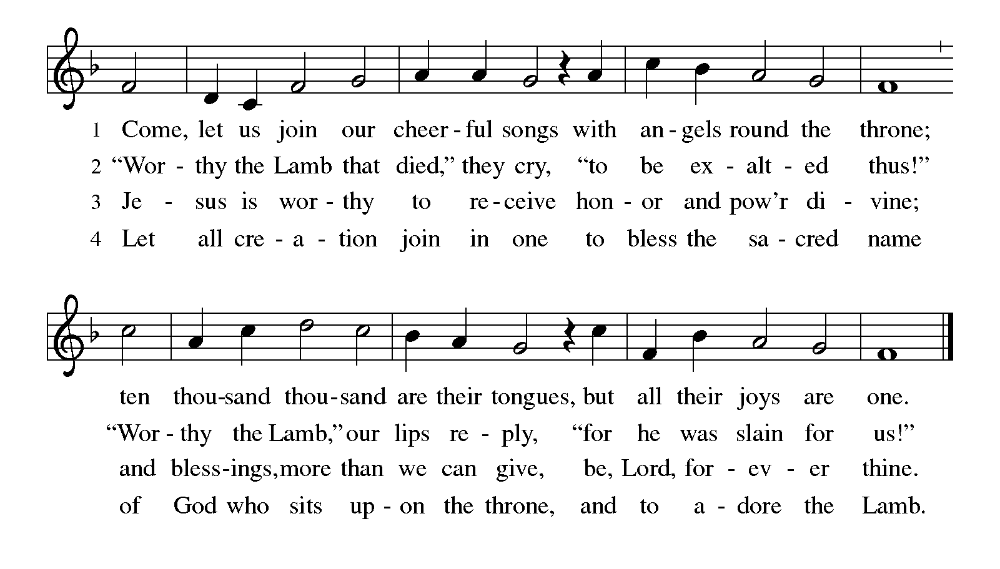 1 Come, let us join our cheer - ful songs with an - gels round the throne;
2 “Wor - thy the Lamb that died,” they cry, “to be ex - alt - ed thus!”
3 Je - sus is wor - thy to re - ceive hon - or and pow’r di - vine;
4 Let all cre - a - tion join in one to bless the sa - cred name
ten thou - sand thou - sand are their tongues, but all their joys are one.
“Wor - thy the Lamb,” our lips re - ply, “for he was slain for us!”
and bless - ings, more than we can give, be, Lord, for - ev - er thine.
of God who sits up - on the throne, and to a - dore the Lamb.